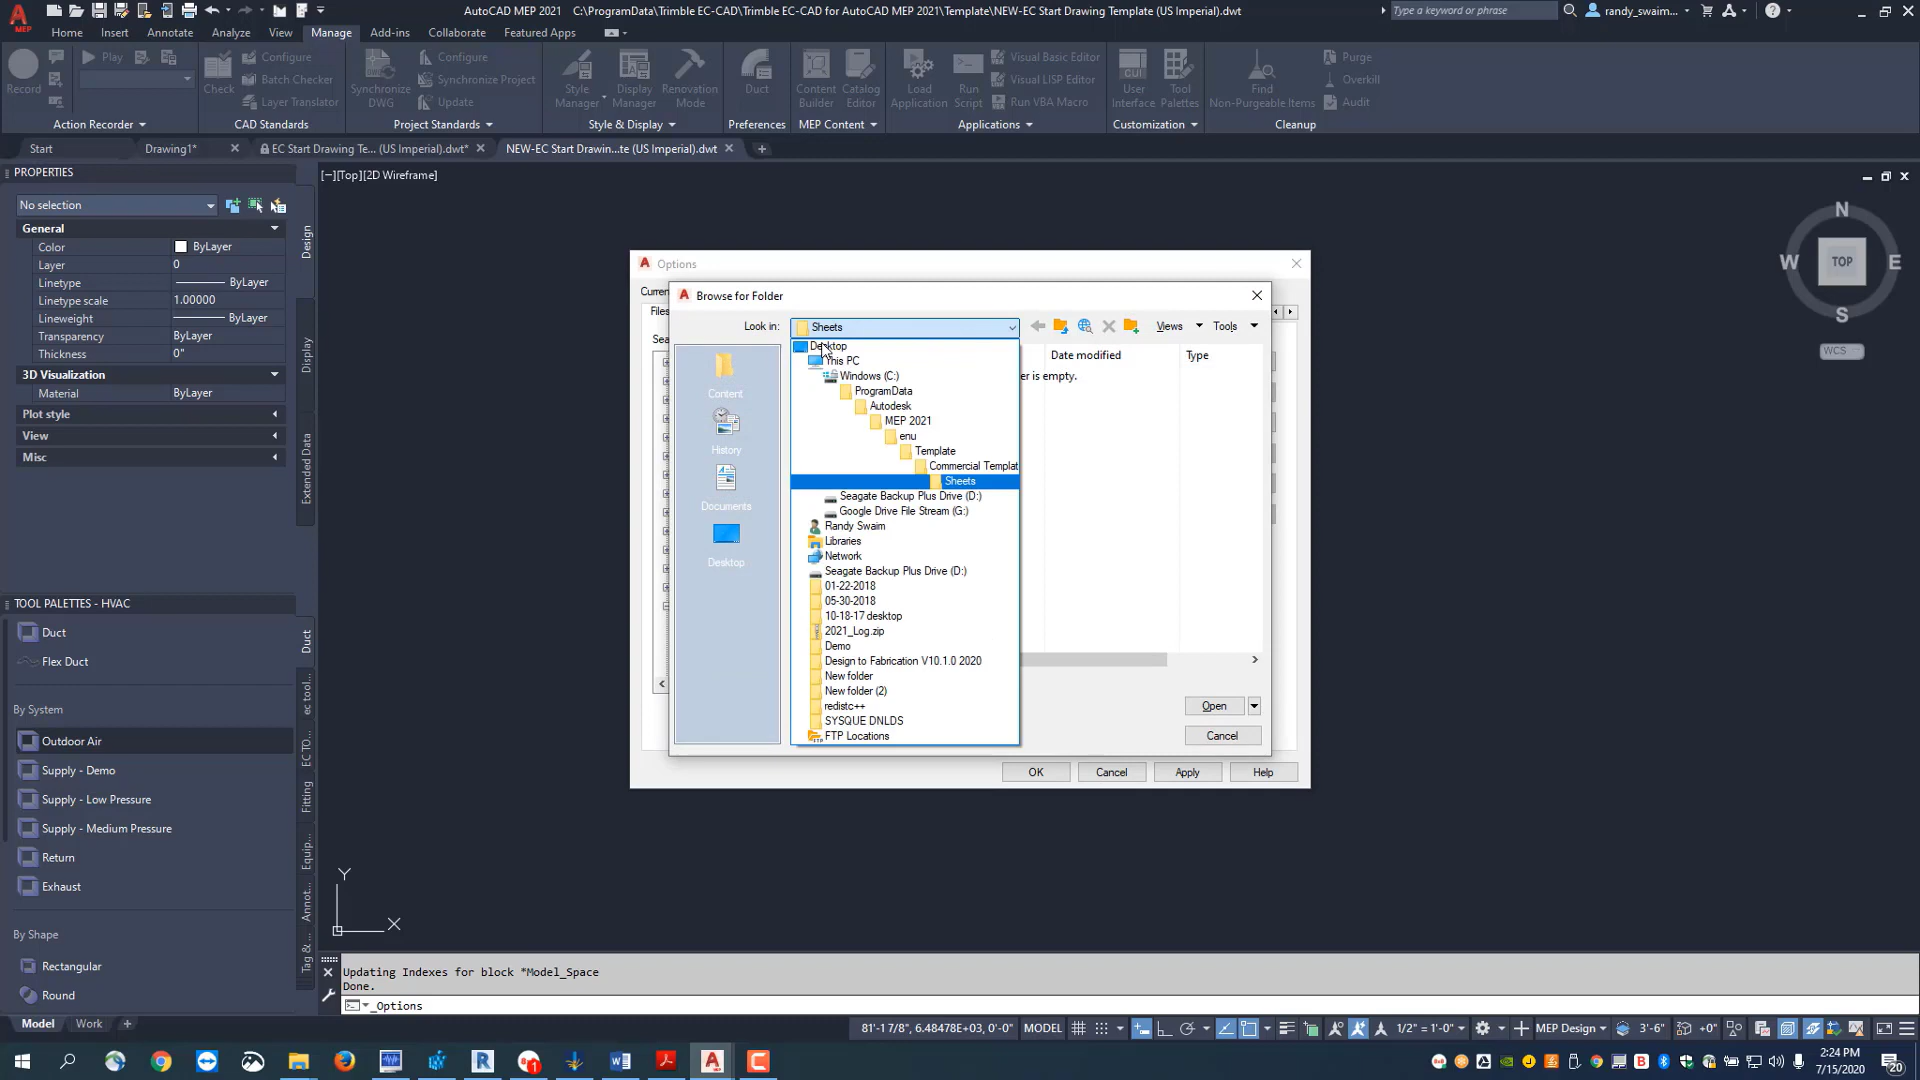 AutoCAD MEP 2021 C:\ProgramData\Trimble EC-CAD\Trimble EC-CAD for AutoCAD MEP 2021\Template\NEW-EC Start Drawing Template (US Imperial).dwt
Type a keyword or phrase
randy_swaim...
MEP
Home Insert Annotate Analyze View Manage Add-ins Collaborate Featured Apps
Record
Play
Action Recorder
Check
Configure
Batch Checker
Layer Translator
CAD Standards
Synchronize DWG
Configure
Synchronize Project
Update
Project Standards
Style Manager
Display Manager
Renovation Mode
Style & Display
Duct
Preferences
Content Builder
Catalog Editor
MEP Content
Load Application
Run Script
Visual Basic Editor
Visual LISP Editor
Run VBA Macro
Applications
CUI
User Interface
Tool Palettes
Customization
Find Non-Purgeable Items
Purge
Overkill
Audit
Cleanup
Start
Drawing1*
EC Start Drawing Te... (US Imperial).dwt*
NEW-EC Start Drawin...te (US Imperial).dwt
PROPERTIES
No selection
General
Color ByLayer
Layer 0
Linetype ByLayer
Linetype scale 1.00000
Lineweight ByLayer
Transparency ByLayer
Thickness 0"
3D Visualization
Material ByLayer
Plot style
View
Misc
Design
Display
Extended Data
TOOL PALETTES - HVAC
Duct
Flex Duct
By System
Outdoor Air
Supply - Demo
Supply - Low Pressure
Supply - Medium Pressure
Return
Exhaust
By Shape
Rectangular
Round
Duct
ec tool...
EC TO...
Fitting
Equip...
Annot...
Tag & ...
[−][Top][2D Wireframe]
N
W TOP E
S
WCS
Options
Curren
Files
Sea
Browse for Folder
Look in: Sheets
Views Tools
Content
History
Documents
Desktop
Desktop
This PC
Windows (C:)
ProgramData
Autodesk
MEP 2021
enu
Template
Commercial Templat
Sheets
Seagate Backup Plus Drive (D:)
Google Drive File Stream (G:)
Randy Swaim
Libraries
Network
Seagate Backup Plus Drive (D:)
01-22-2018
05-30-2018
10-18-17 desktop
2021_Log.zip
Demo
Design to Fabrication V10.1.0 2020
New folder
New folder (2)
redistc++
SYSQUE DNLDS
FTP Locations
Date modified Type
er is empty.
Open
Cancel
OK Cancel Apply Help
Y
X
Updating Indexes for block *Model_Space
Done.
_Options
Model Work
81'-1 7/8", 6.48478E+03, 0'-0" MODEL
1/2" = 1'-0"
MEP Design
3'-6"
+0"
2:24 PM
7/15/2020
20